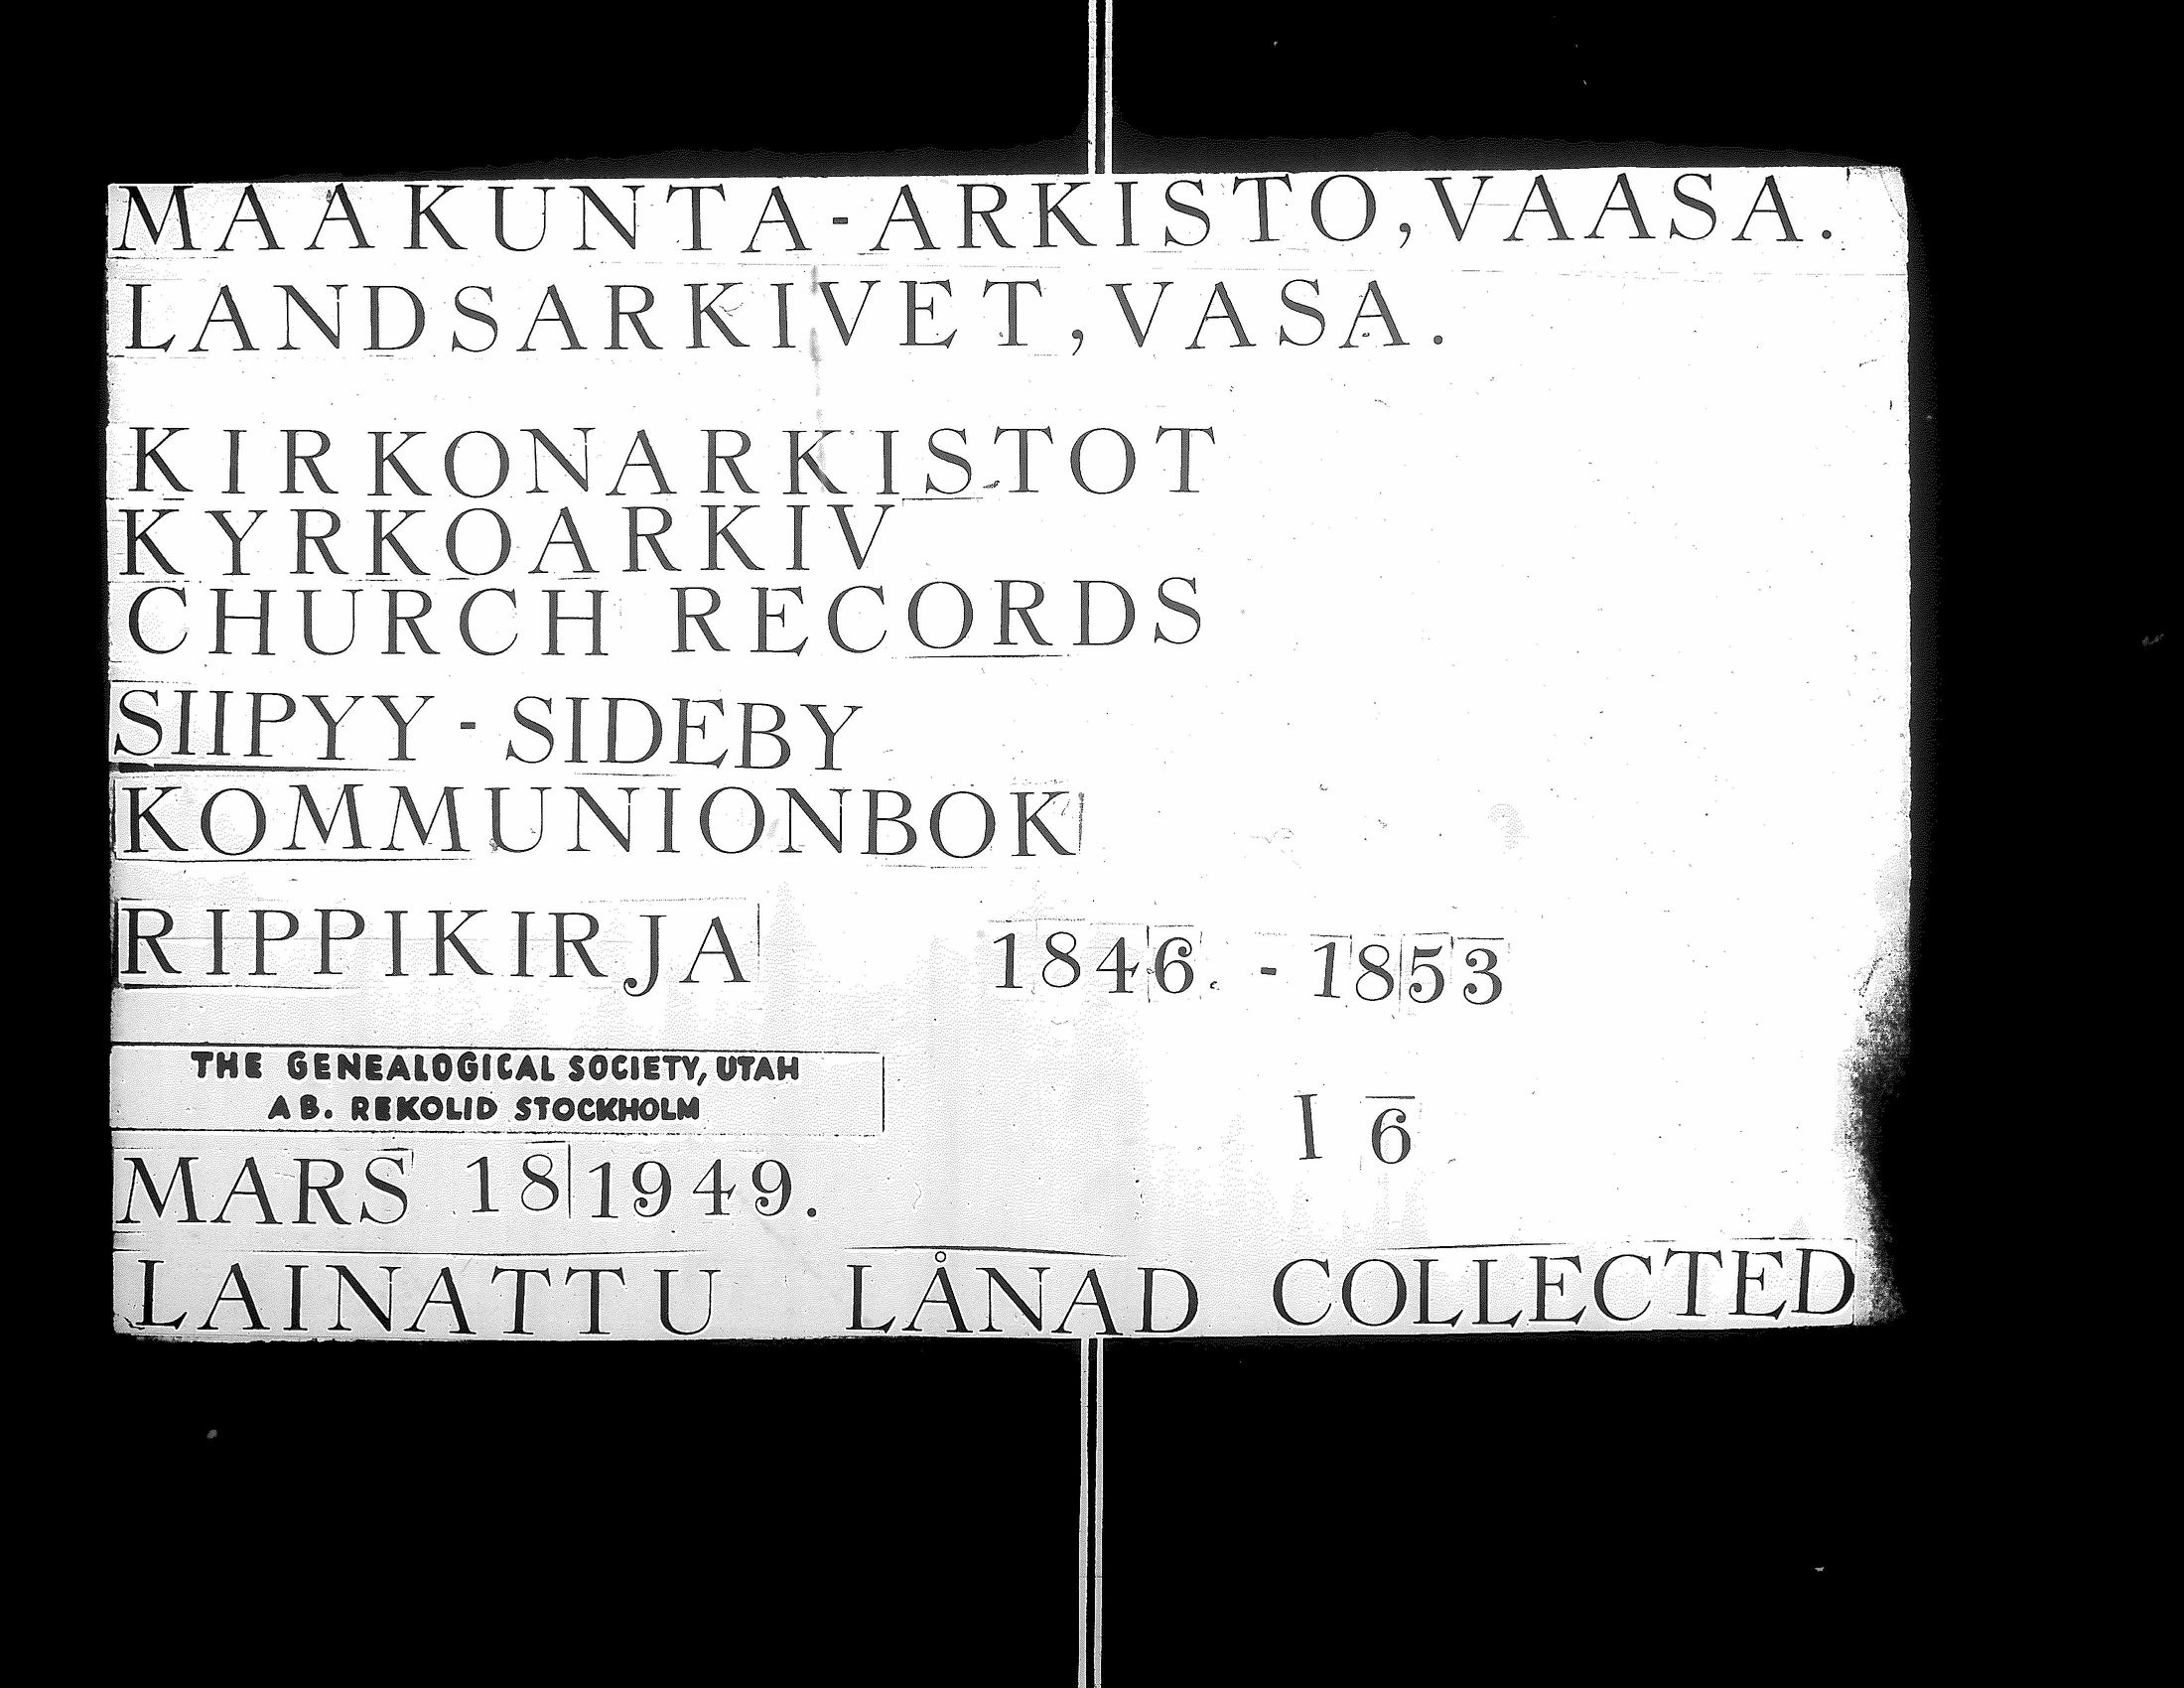 MAAKUNTA-ARKISTO, VAASA.
LANDSARKIVET, VASA.
KIRKONARKISTOT
KYRKOARKIV
CHURCH RECORDS
SIIPYY - SIDEBY
KOMMUNIONBOK
RIPPIKIRJA 1846. - 1853
THE GENEALOGICAL SOCIETY, UTAH
AB. REKOLID STOCKHOLM
I 6
MARS 18 1949.
LAINATTU LÅNAD COLLECTED